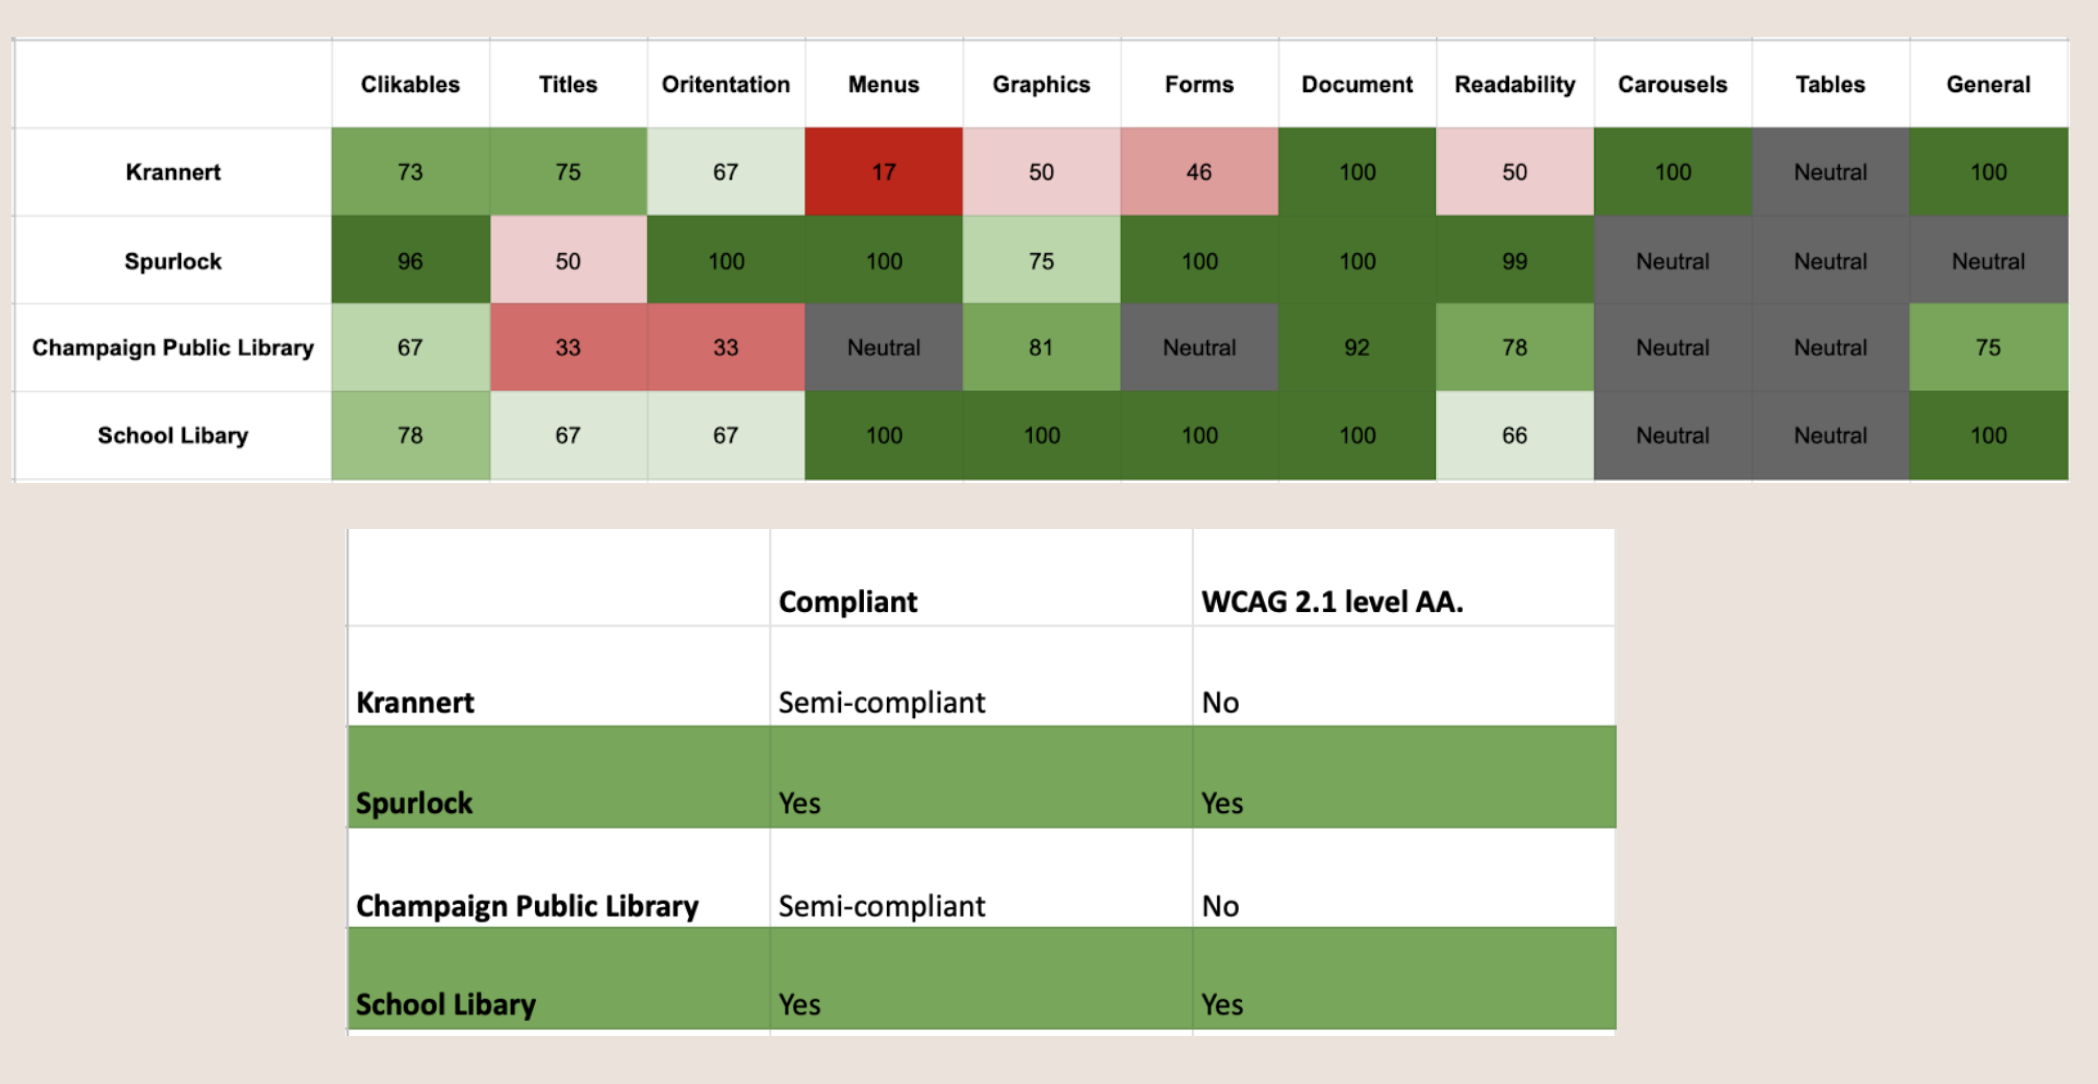 Clikables Titles Oritentation Menus Graphics Forms Document Readability Carousels Tables General
Krannert 73 75 67 17 50 46 100 50 100 Neutral 100
Spurlock 96 50 100 100 75 100 100 99 Neutral Neutral Neutral
Champaign Public Library 67 33 33 Neutral 81 Neutral 92 78 Neutral Neutral 75
School Libary 78 67 67 100 100 100 100 66 Neutral Neutral 100
Compliant WCAG 2.1 level AA.
Krannert Semi-compliant No
Spurlock Yes Yes
Champaign Public Library Semi-compliant No
School Libary Yes Yes